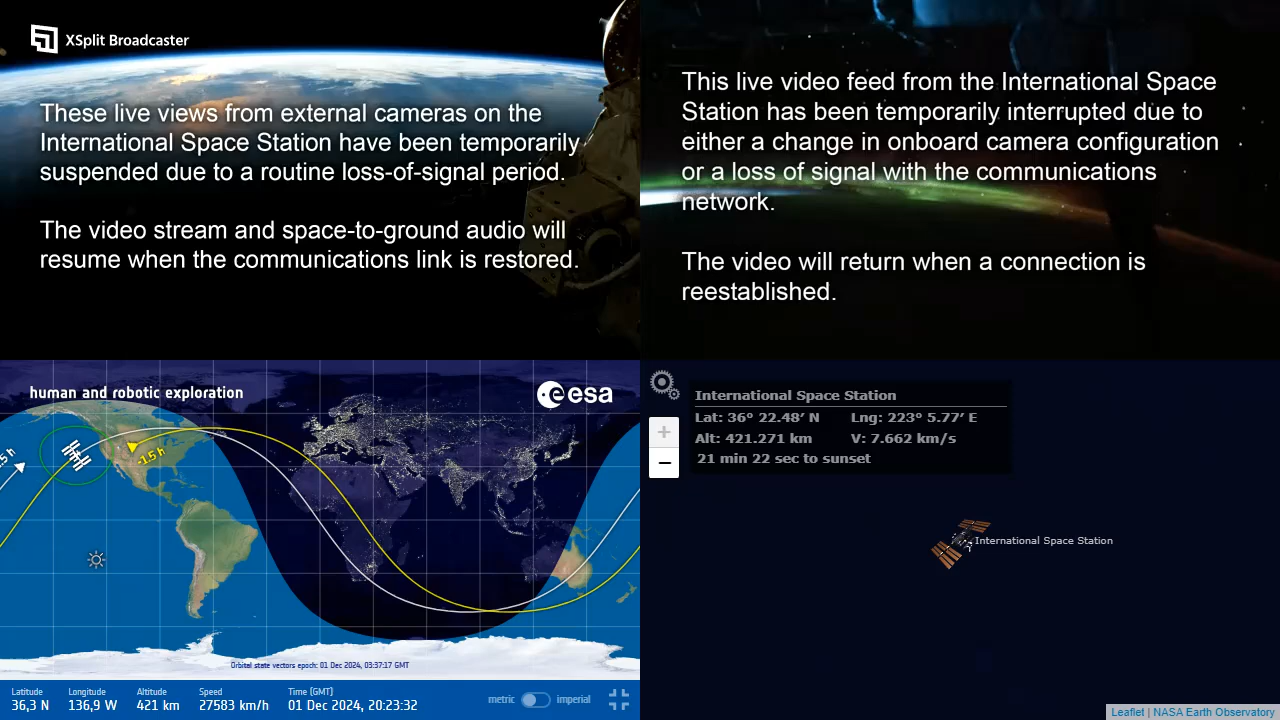 XSplit Broadcaster
These live views from external cameras on the
International Space Station have been temporarily
suspended due to a routine loss-of-signal period.
The video stream and space-to-ground audio will
resume when the communications link is restored.
This live video feed from the International Space
Station has been temporarily interrupted due to
either a change in onboard camera configuration
or a loss of signal with the communications
network.
The video will return when a connection is
reestablished.
human and robotic exploration
esa
-1.5 h
Orbital state vectors epoch: 01 Dec 2024, 03:37:17 GMT
Latitude
36,3 N
Longitude
136,9 W
Altitude
421 km
Speed
27583 km/h
Time (GMT)
01 Dec 2024, 20:23:32
metric
imperial
+
−
International Space Station
Lat: 36° 22.48′ N Lng: 223° 5.77′ E
Alt: 421.271 km V: 7.662 km/s
21 min 22 sec to sunset
International Space Station
Leaflet | NASA Earth Observatory